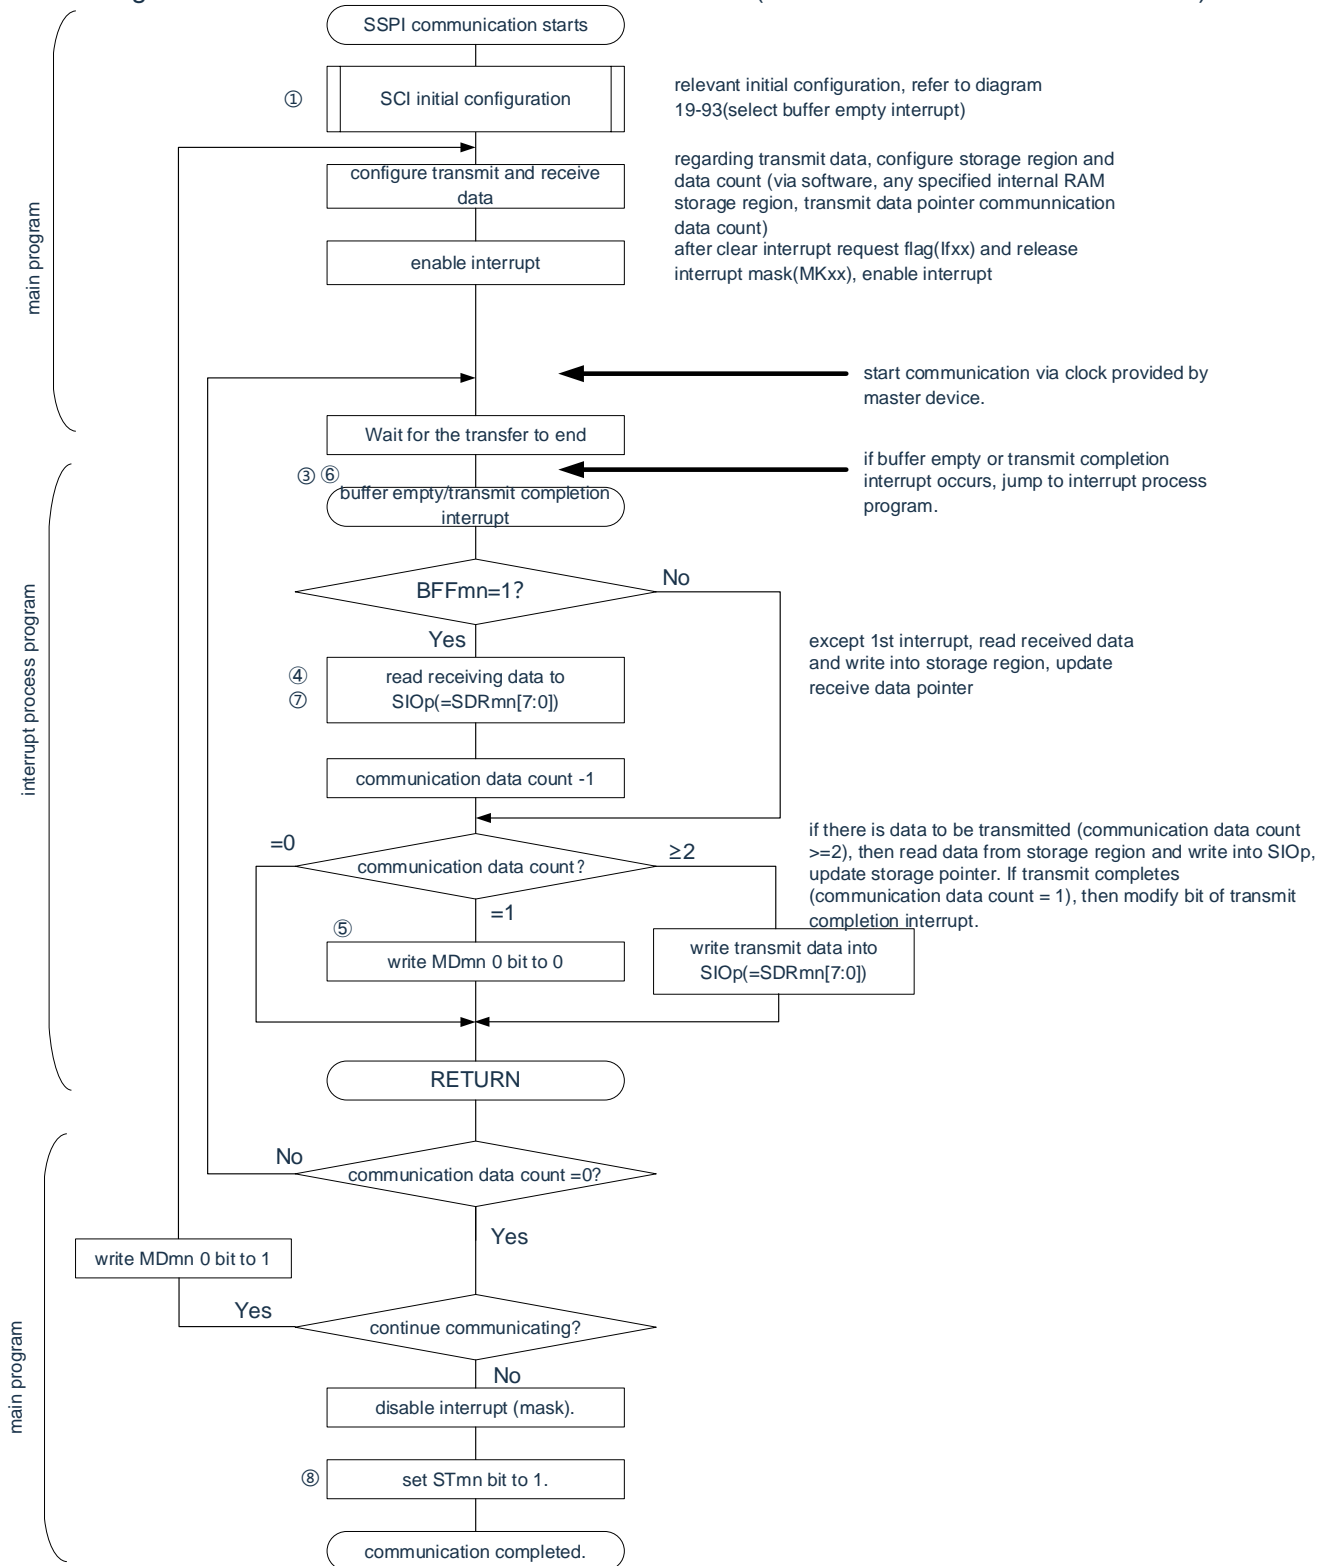 SSPI communication starts
①
SCI initial configuration
relevant initial configuration, refer to diagram
19-93(select buffer empty interrupt)
configure transmit and receive
data
regarding transmit data, configure storage region and
data count (via software, any specified internal RAM
storage region, transmit data pointer communnication
data count)
enable interrupt
after clear interrupt request flag(Ifxx) and release
interrupt mask(MKxx), enable interrupt
main program
start communication via clock provided by
master device.
Wait for the transfer to end
if buffer empty or transmit completion
interrupt occurs, jump to interrupt process
program.
③ ⑥
buffer empty/transmit completion
interrupt
BFFmn=1?
No
Yes
④
⑦
read receiving data to
SIOp(=SDRmn[7:0])
except 1st interrupt, read received data
and write into storage region, update
receive data pointer
interrupt process program
communication data count -1
=0
communication data count?
≥2
=1
if there is data to be transmitted (communication data count
>=2), then read data from storage region and write into SIOp,
update storage pointer. If transmit completes
(communication data count = 1), then modify bit of transmit
completion interrupt.
⑤
write MDmn 0 bit to 0
write transmit data into
SIOp(=SDRmn[7:0])
RETURN
No
communication data count =0?
Yes
write MDmn 0 bit to 1
Yes
continue communicating?
No
main program
disable interrupt (mask).
⑧
set STmn bit to 1.
communication completed.